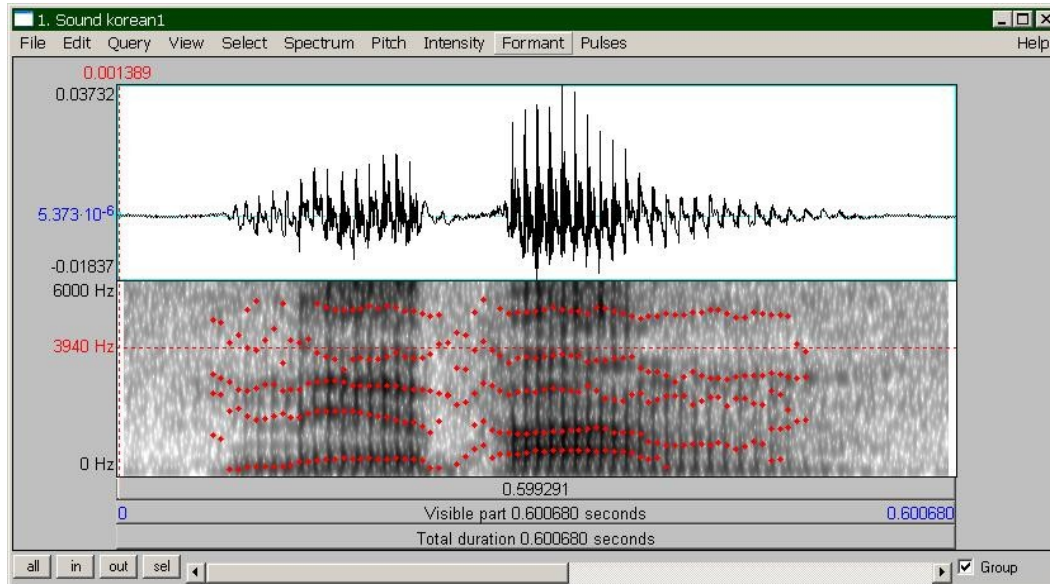 1. Sound korean1
File Edit Query View Select Spectrum Pitch Intensity Formant Pulses Help
0.001389
0.03732
5.373·10-6
-0.01837
6000 Hz
3940 Hz
0 Hz
0.599291
0 Visible part 0.600680 seconds 0.600680
Total duration 0.600680 seconds
all in out sel Group